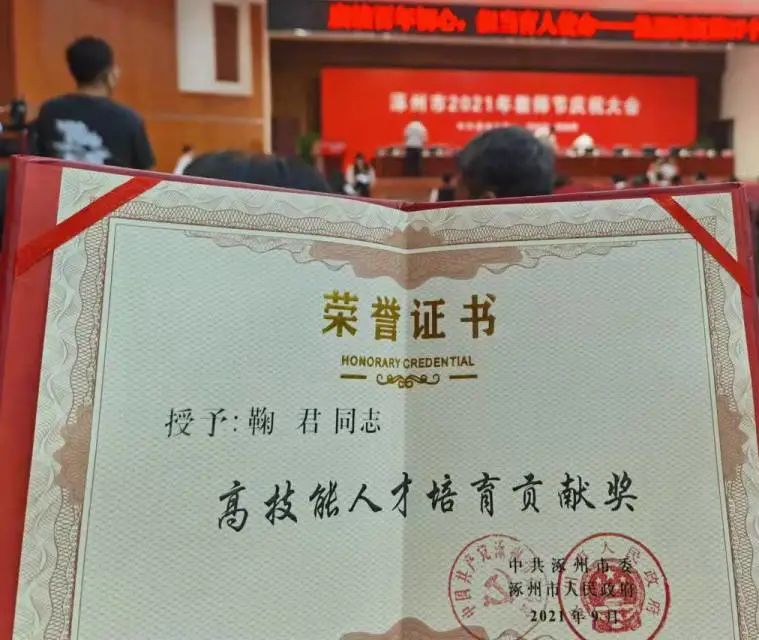 涿州市2021年教师节庆祝大会
荣誉证书
HONORARY CREDENTIAL
授予：鞠 君 同志
高技能人才培育贡献奖
中共涿州市委
涿州市人民政府
2021年9月